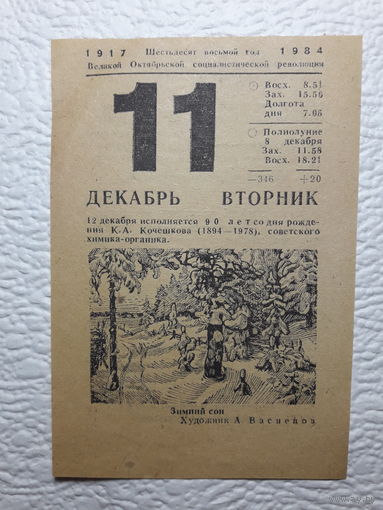 1917 Шестьдесят восьмой год 1984
Великой Октябрьской социалистической революции
11
Восх. 8.51
Зах. 15.56
Долгота
дня 7.05
Полнолуние
8 декабря
Зах. 11.58
Восх. 18.21
—346 +20
ДЕКАБРЬ ВТОРНИК
12 декабря исполняется 90 лет со дня рожде-
ния К.А. Кочешкова (1894—1978), советского
химика-органика.
Зимний сон
Художник А Васнецов